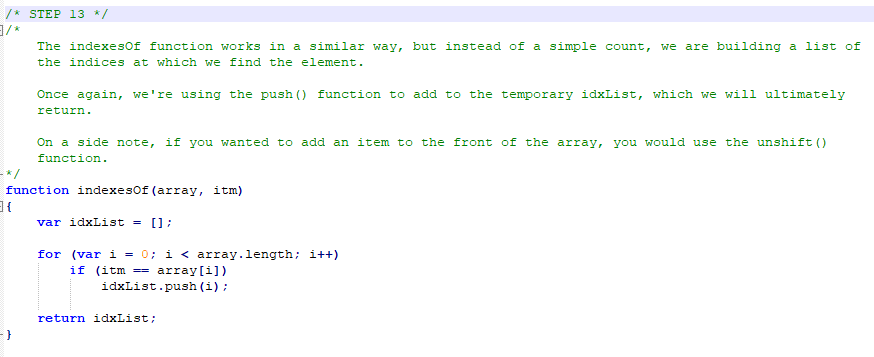 /* STEP 13 */
/*
The indexesOf function works in a similar way, but instead of a simple count, we are building a list of
the indices at which we find the element.
Once again, we're using the push() function to add to the temporary idxList, which we will ultimately
return.
On a side note, if you wanted to add an item to the front of the array, you would use the unshift()
function.
*/
function indexesOf(array, itm)
{
var idxList = [];
for (var i = 0; i < array.length; i++)
if (itm == array[i])
idxList.push(i);
return idxList;
}